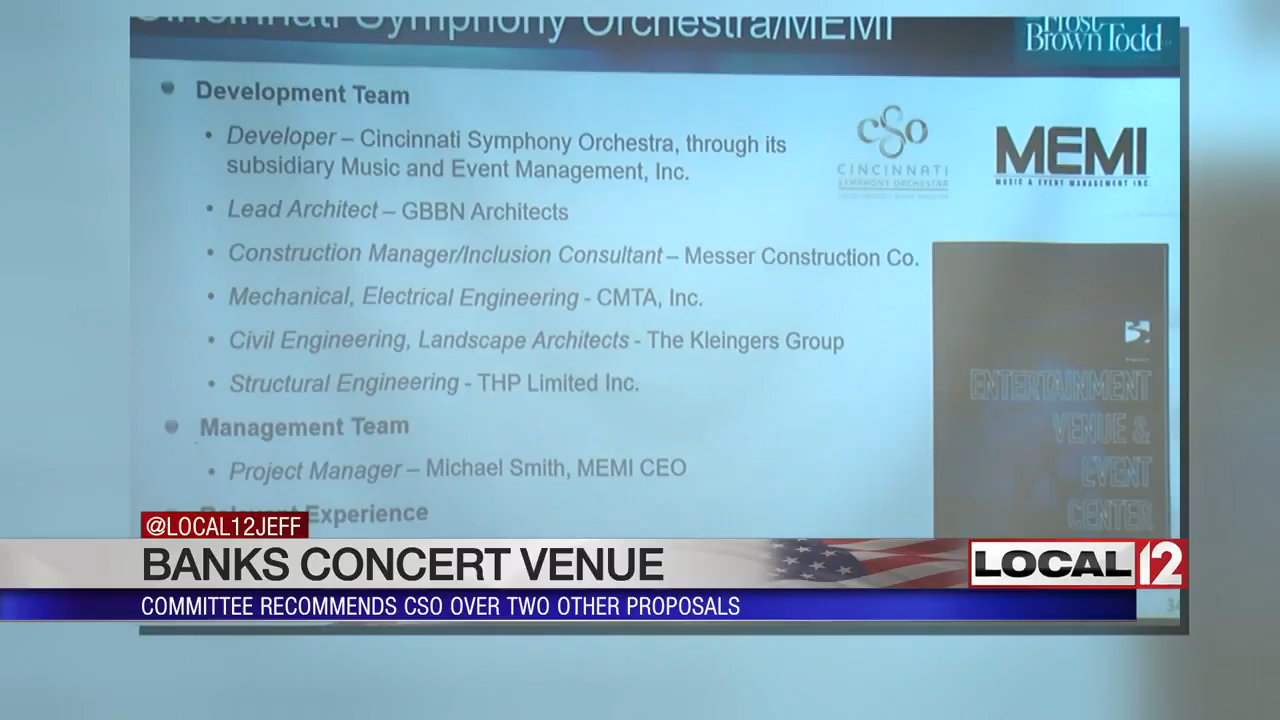 Cincinnati Symphony Orchestra/MEMI
Frost
Brown Todd
Development Team
• Developer – Cincinnati Symphony Orchestra, through its
subsidiary Music and Event Management, Inc.
CSO
CINCINNATI
SYMPHONY ORCHESTRA
MEMI
MUSIC & EVENT MANAGEMENT INC.
• Lead Architect – GBBN Architects
• Construction Manager/Inclusion Consultant – Messer Construction Co.
• Mechanical, Electrical Engineering - CMTA, Inc.
• Civil Engineering, Landscape Architects - The Kleingers Group
• Structural Engineering - THP Limited Inc.
Management Team
• Project Manager – Michael Smith, MEMI CEO
Relevant Experience
ENTERTAINMENT
VENUE &
EVENT
CENTER
@LOCAL12JEFF
BANKS CONCERT VENUE
LOCAL 12
COMMITTEE RECOMMENDS CSO OVER TWO OTHER PROPOSALS